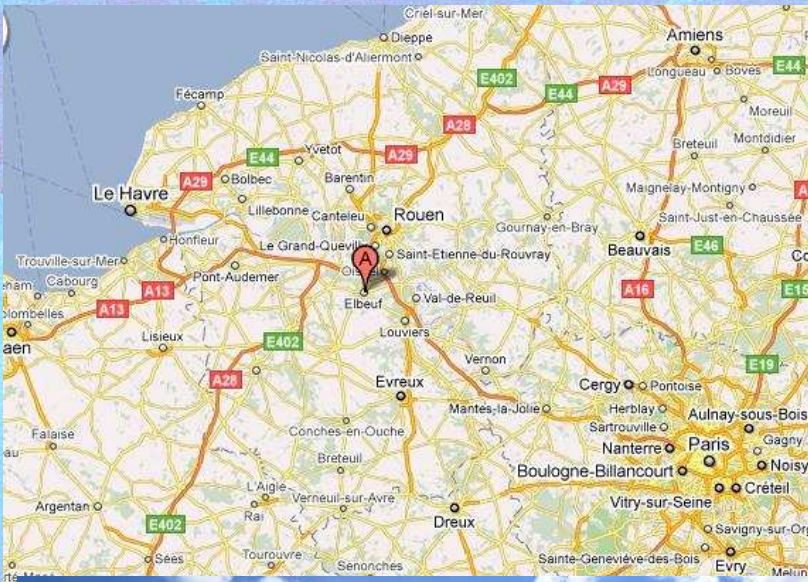 Criel-sur-Mer
Dieppe
Amiens
Saint-Nicolas-d'Aliermont
E402
Longueau
Boves
E44
A29
E44
Fécamp
Moreuil
A28
Breteuil
Montdidier
E44
Yvetot
A29
A29
Bolbec
Barentin
Maignelay-Montigny
Le Havre
Lillebonne
Canteleu
Rouen
Gournay-en-Bray
Saint-Just-en-Chaussée
Honfleur
Le Grand-Quevilly
Saint-Etienne-du-Rouvray
Beauvais
E46
Trouville-sur-Mer
A
Pont-Audemer
Cabourg
A13
Elbeuf
Val-de-Reuil
A16
E15
A13
Louviers
Lisieux
E402
Vernon
E19
A28
Evreux
Cergy
Pontoise
Mantes-la-Jolie
Herblay
Aulnay-sous-Bois
Sartrouville
Conches-en-Ouche
Falaise
Nanterre
Paris
Gagny
Breteuil
Boulogne-Billancourt
Noisy
L'Aigle
Verneuil-sur-Avre
Vitry-sur-Seine
Créteil
Argentan
Rai
Dreux
E402
Savigny-sur-Or
Sées
Tourouvre
Senonches
Sainte-Geneviève-des-Bois
Evry
Melun